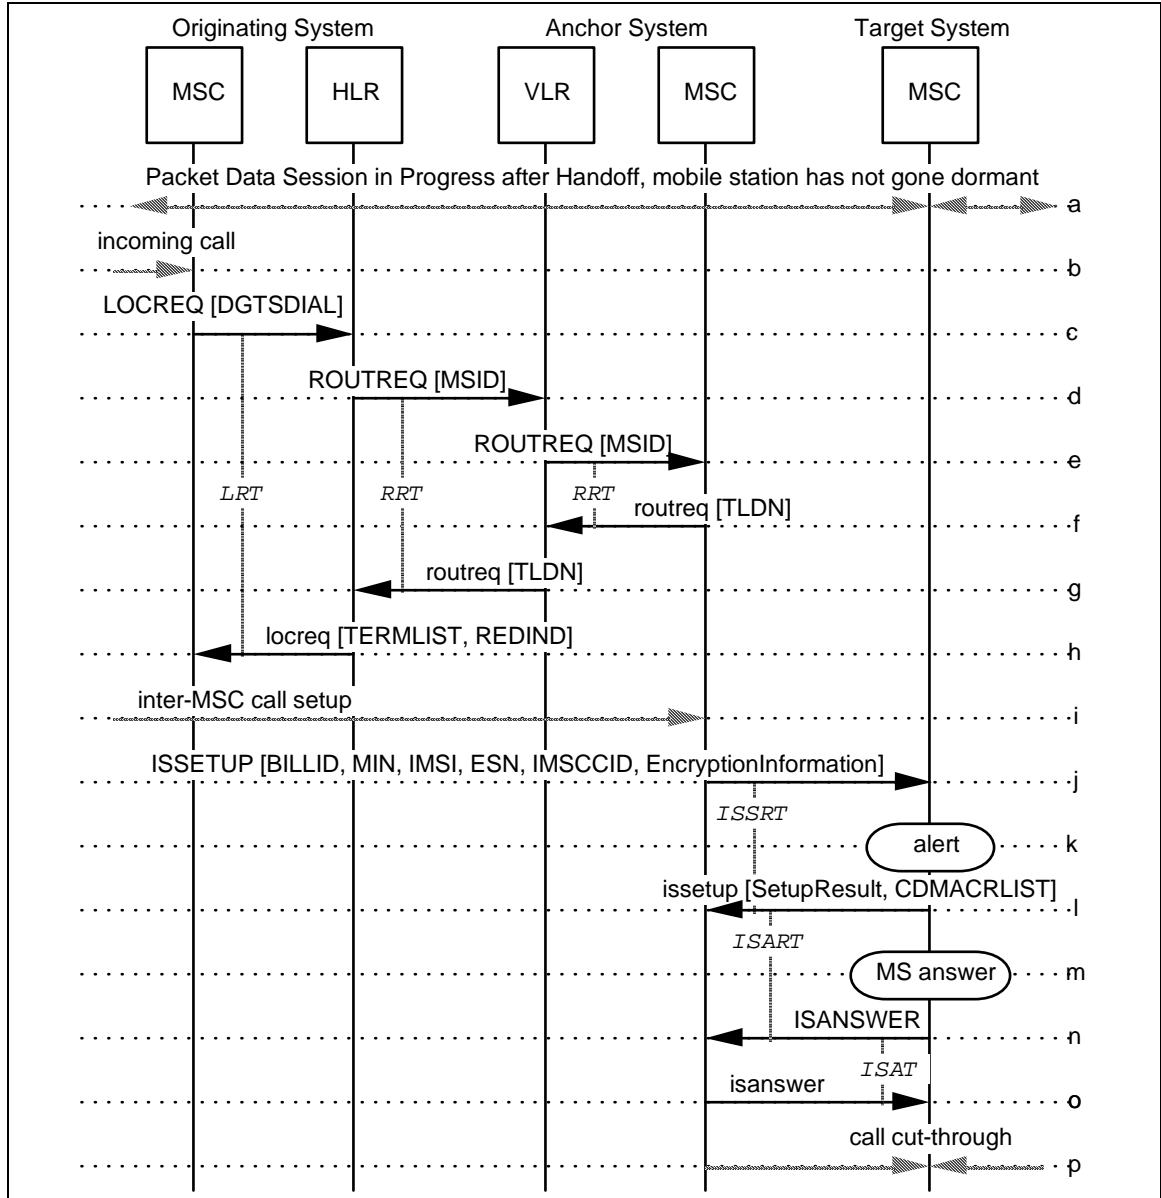 Originating System Anchor System Target System
MSC HLR VLR MSC MSC
Packet Data Session in Progress after Handoff, mobile station has not gone dormant
a
incoming call
b
LOCREQ [DGTSDIAL]
c
ROUTREQ [MSID]
d
ROUTREQ [MSID]
e
LRT RRT RRT
routreq [TLDN]
f
routreq [TLDN]
g
locreq [TERMLIST, REDIND]
h
inter-MSC call setup
i
ISSETUP [BILLID, MIN, IMSI, ESN, IMSCCID, EncryptionInformation]
j
ISSRT
alert k
issetup [SetupResult, CDMACRLIST]
l
ISART
MS answer m
ISANSWER
n
ISAT
isanswer
o
call cut-through
p